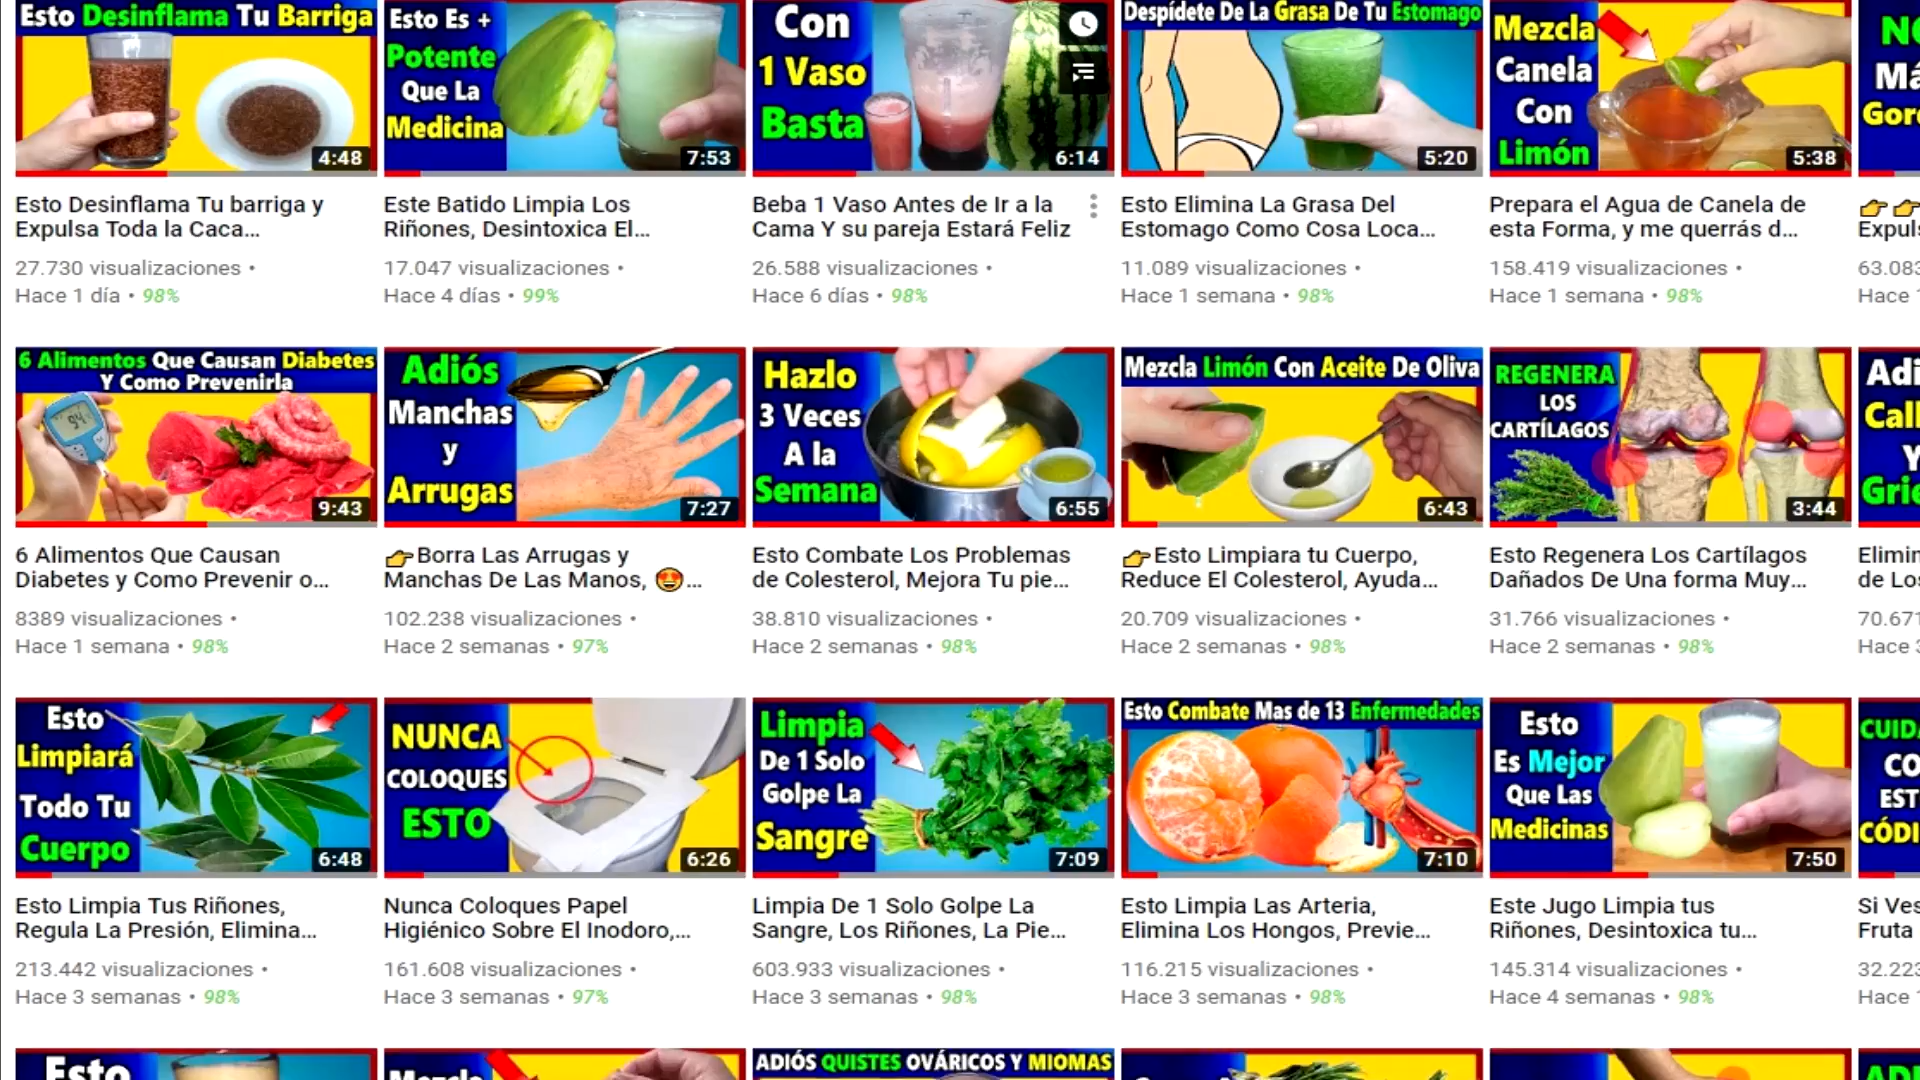 Esto Desinflama Tu Barriga
4:48
Esto Desinflama Tu barriga y
Expulsa Toda la Caca...
27.730 visualizaciones •
Hace 1 día • 98%
Esto Es +
Potente
Que La
Medicina
7:53
Este Batido Limpia Los
Riñones, Desintoxica El...
17.047 visualizaciones •
Hace 4 días • 99%
Con
1 Vaso
Basta
6:14
Beba 1 Vaso Antes de Ir a la
Cama Y su pareja Estará Feliz
26.588 visualizaciones •
Hace 6 días • 98%
Despídete De La Grasa De Tu Estomago
5:20
Esto Elimina La Grasa Del
Estomago Como Cosa Loca...
11.089 visualizaciones •
Hace 1 semana • 98%
Mezcla
Canela
Con
Limón
5:38
Prepara el Agua de Canela de
esta Forma, y me querrás d...
158.419 visualizaciones •
Hace 1 semana • 98%
63.083
Hace
6 Alimentos Que Causan Diabetes
Y Como Prevenirla
94
9:43
6 Alimentos Que Causan
Diabetes y Como Prevenir o...
8389 visualizaciones •
Hace 1 semana • 98%
Adiós
Manchas
y
Arrugas
7:27
👉Borra Las Arrugas y
Manchas De Las Manos, 😍...
102.238 visualizaciones •
Hace 2 semanas • 97%
Hazlo
3 Veces
A la
Semana
6:55
Esto Combate Los Problemas
de Colesterol, Mejora Tu pie...
38.810 visualizaciones •
Hace 2 semanas • 98%
Mezcla Limón Con Aceite De Oliva
6:43
👉Esto Limpiara tu Cuerpo,
Reduce El Colesterol, Ayuda...
20.709 visualizaciones •
Hace 2 semanas • 98%
REGENERA
LOS
CARTÍLAGOS
3:44
Esto Regenera Los Cartílagos
Dañados De Una forma Muy...
31.766 visualizaciones •
Hace 2 semanas • 98%
Y
de Los
70.671
Hace
Esto
Limpiará
Todo Tu
Cuerpo
6:48
Esto Limpia Tus Riñones,
Regula La Presión, Elimina...
213.442 visualizaciones •
Hace 3 semanas • 98%
NUNCA
COLOQUES
ESTO
6:26
Nunca Coloques Papel
Higiénico Sobre El Inodoro,...
161.608 visualizaciones •
Hace 3 semanas • 97%
Limpia
De 1 Solo
Golpe La
Sangre
7:09
Limpia De 1 Solo Golpe La
Sangre, Los Riñones, La Pie...
603.933 visualizaciones •
Hace 3 semanas • 98%
Esto Combate Mas de 13 Enfermedades
7:10
Esto Limpia Las Arteria,
Elimina Los Hongos, Previe...
116.215 visualizaciones •
Hace 3 semanas • 98%
Esto
Es Mejor
Que Las
Medicinas
7:50
Este Jugo Limpia tus
Riñones, Desintoxica tu...
145.314 visualizaciones •
Hace 4 semanas • 98%
Si Ves
Fruta
32.223
Hace
Esto
Mezcla
ADIÓS QUISTES OVÁRICOS Y MIOMAS